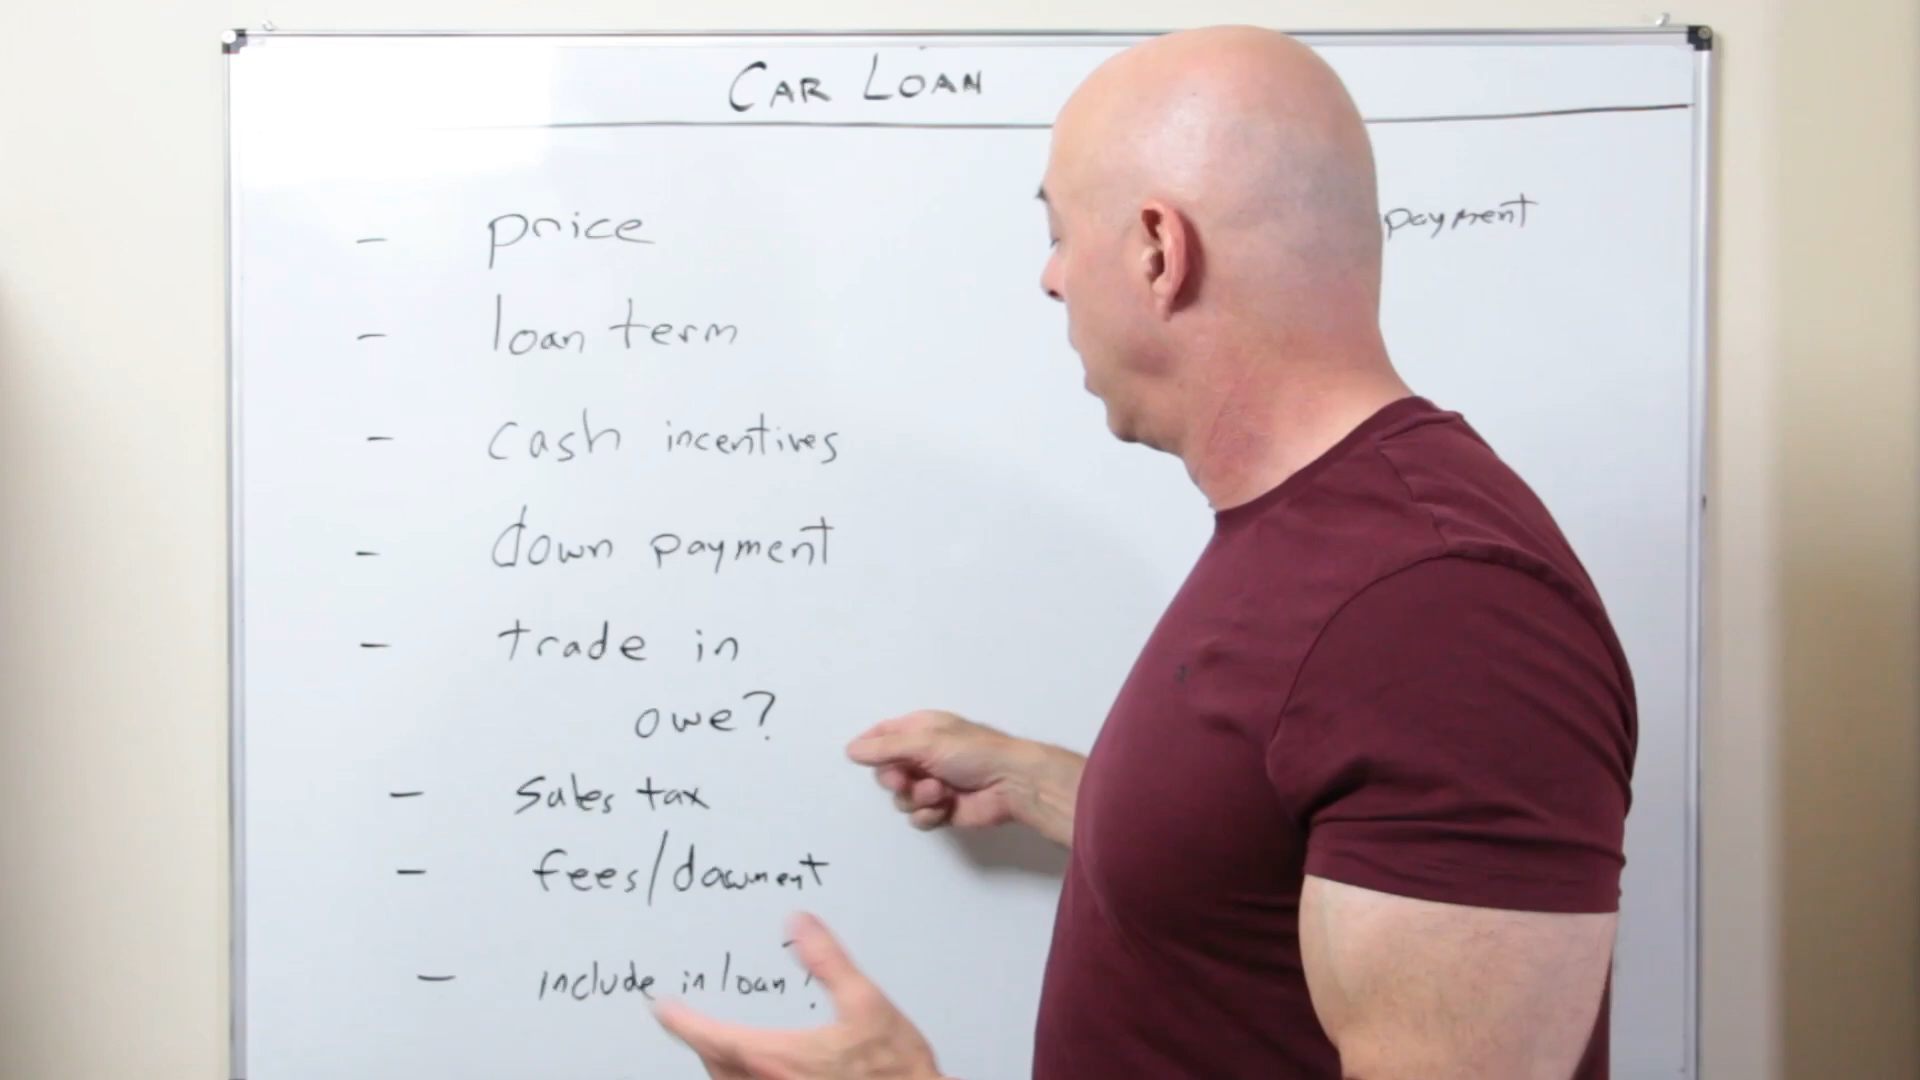 CAR LOAN
- price
payment
- loan term
- cash incentives
- down payment
- trade in
owe?
- sales tax
- fees/document
- include in loan?